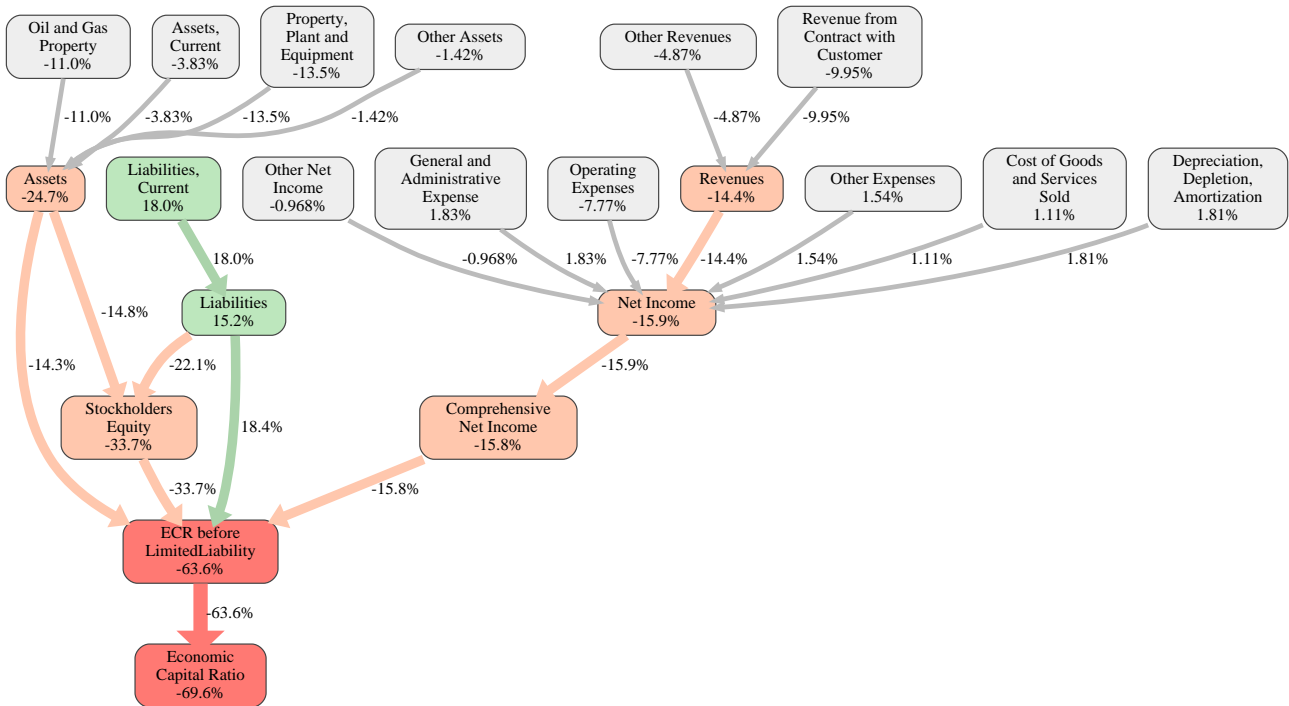 Oil and Gas
Property
-11.0%
Assets,
Current
-3.83%
Property,
Plant and
Equipment
-13.5%
Other Assets
-1.42%
Other Revenues
-4.87%
Revenue from
Contract with
Customer
-9.95%
-11.0%
-3.83%
-13.5%
-1.42%
-4.87%
-9.95%
Assets
-24.7%
Liabilities,
Current
18.0%
Other Net
Income
-0.968%
General and
Administrative
Expense
1.83%
Operating
Expenses
-7.77%
Revenues
-14.4%
Other Expenses
1.54%
Cost of Goods
and Services
Sold
1.11%
Depreciation,
Depletion,
Amortization
1.81%
18.0%
-0.968%
1.83%
-7.77%
-14.4%
1.54%
1.11%
1.81%
-14.8%
Liabilities
15.2%
Net Income
-15.9%
-14.3%
-22.1%
-15.9%
Stockholders
Equity
-33.7%
18.4%
Comprehensive
Net Income
-15.8%
-33.7%
-15.8%
ECR before
LimitedLiability
-63.6%
-63.6%
Economic
Capital Ratio
-69.6%